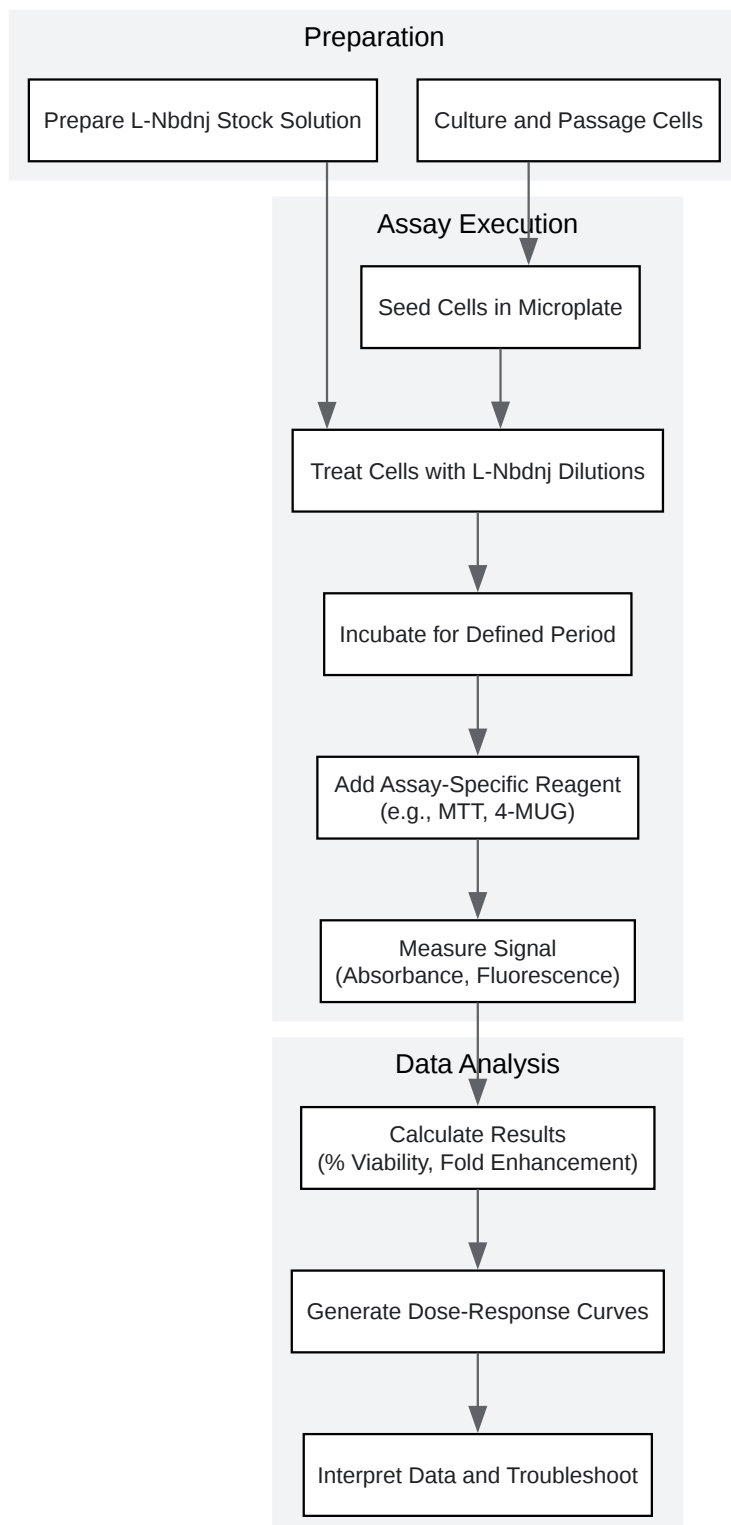 Preparation
Prepare L-Nbdnj Stock Solution
Culture and Passage Cells
Assay Execution
Seed Cells in Microplate
Treat Cells with L-Nbdnj Dilutions
Incubate for Defined Period
Add Assay-Specific Reagent
(e.g., MTT, 4-MUG)
Measure Signal
(Absorbance, Fluorescence)
Data Analysis
Calculate Results
(% Viability, Fold Enhancement)
Generate Dose-Response Curves
Interpret Data and Troubleshoot